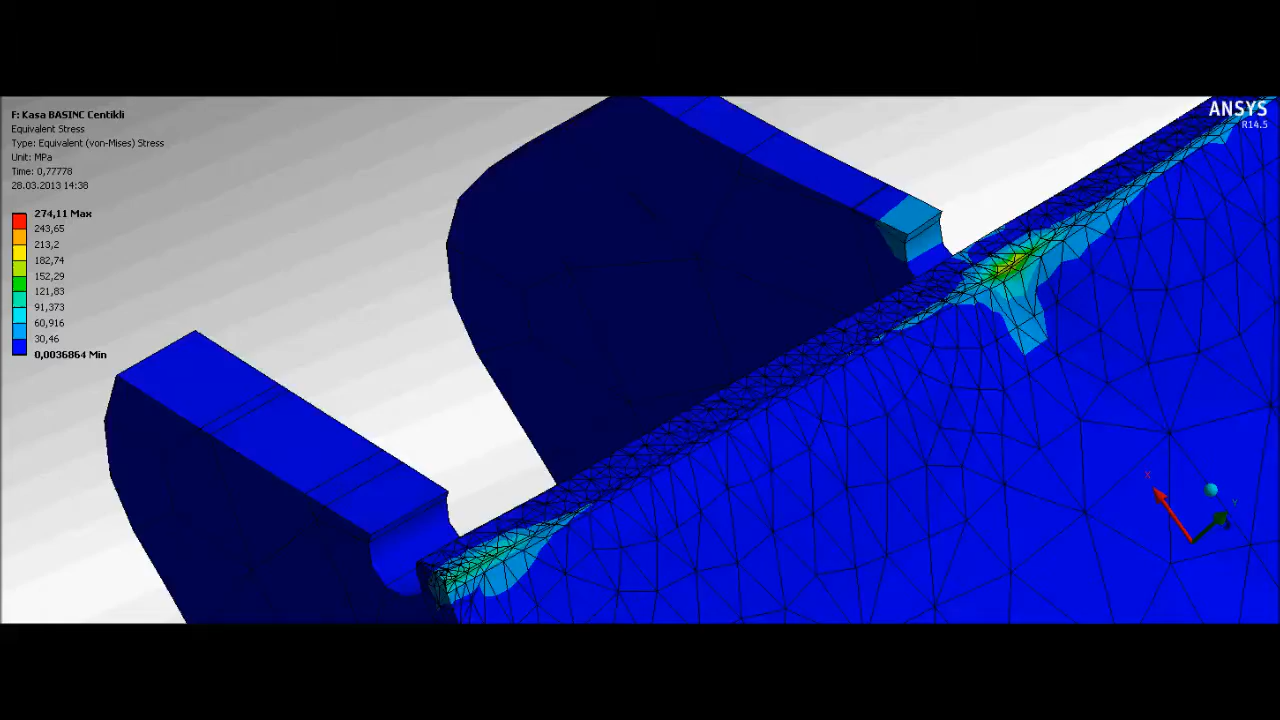 F: Kasa BASINC Centikli
Equivalent Stress
Type: Equivalent (von-Mises) Stress
Unit: MPa
Time: 0,77778
28.03.2013 14:38
274,11 Max
243,65
213,2
182,74
152,29
121,83
91,373
60,916
30,46
0,0036864 Min
ANSYS
R14.5
X
Y